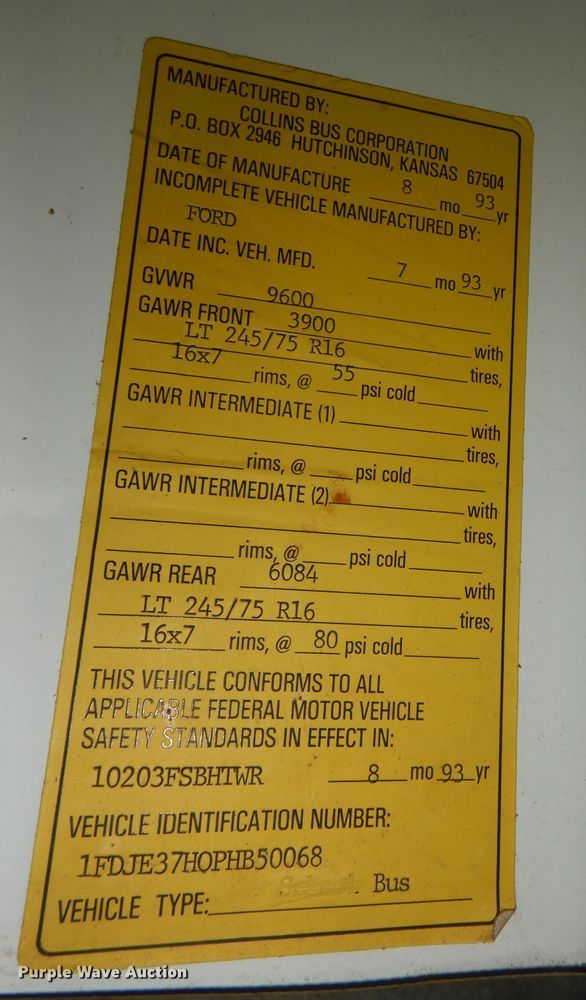 MANUFACTURED BY:
COLLINS BUS CORPORATION
P.O. BOX 2946 HUTCHINSON, KANSAS 67504
DATE OF MANUFACTURE 8 mo 93 yr
INCOMPLETE VEHICLE MANUFACTURED BY:
FORD
DATE INC. VEH. MFD. 7 mo 93 yr
GVWR 9600
GAWR FRONT 3900 with
LT 245/75 R16 tires,
16x7 rims, @ 55 psi cold
GAWR INTERMEDIATE (1) with
tires,
rims, @ psi cold
GAWR INTERMEDIATE (2) with
tires,
rims, @ psi cold
GAWR REAR 6084 with
LT 245/75 R16 tires,
16x7 rims, @ 80 psi cold
THIS VEHICLE CONFORMS TO ALL
APPLICABLE FEDERAL MOTOR VEHICLE
SAFETY STANDARDS IN EFFECT IN:
10203FSBHTWR 8 mo 93 yr
VEHICLE IDENTIFICATION NUMBER:
1FDJE37H0PHB50068
VEHICLE TYPE: Bus
Purple Wave Auction